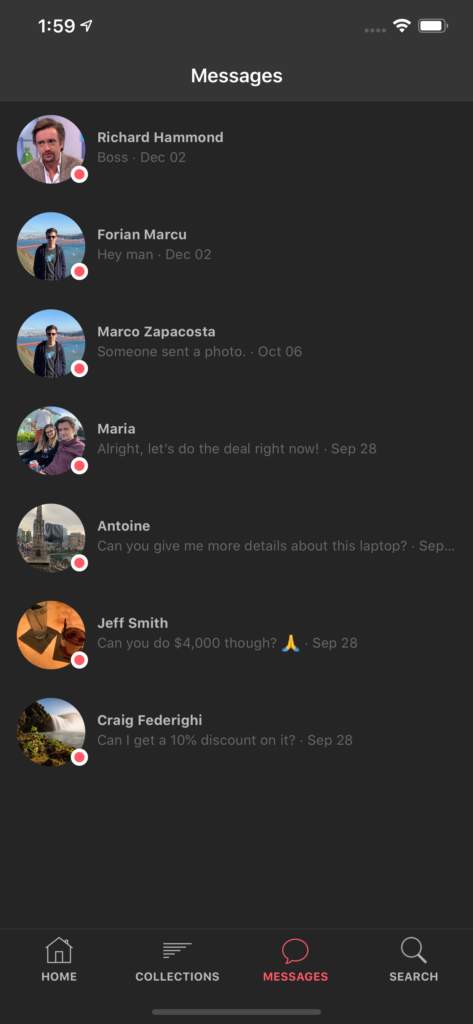 1:59
Messages
Richard Hammond
Boss · Dec 02
Forian Marcu
Hey man · Dec 02
Marco Zapacosta
Someone sent a photo. · Oct 06
Maria
Alright, let's do the deal right now! · Sep 28
Antoine
Can you give me more details about this laptop? · Sep...
Jeff Smith
Can you do $4,000 though? 🙏 · Sep 28
Craig Federighi
Can I get a 10% discount on it? · Sep 28
HOME COLLECTIONS MESSAGES SEARCH